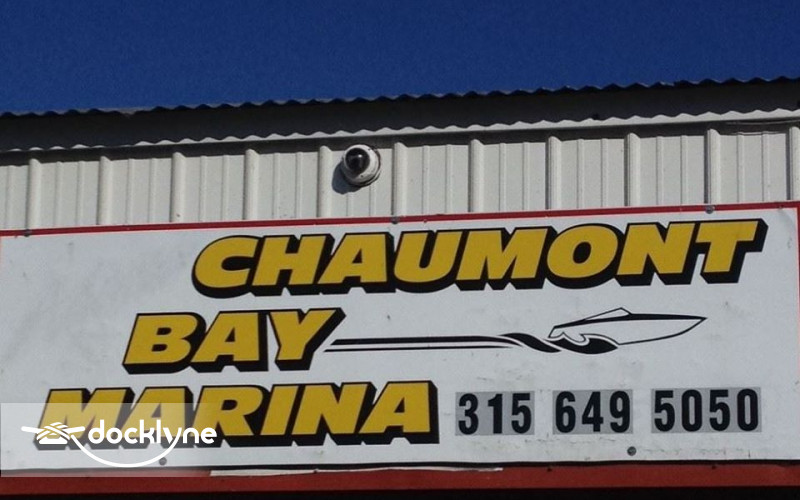 CHAUMONT
BAY
MARINA 315 649 5050
docklyne